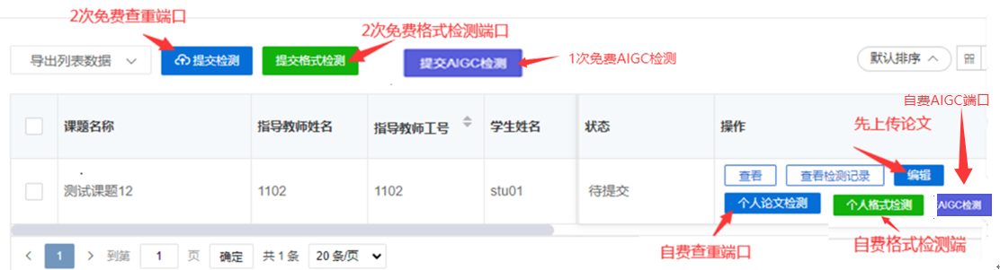 2次免费查重端口
2次免费格式检测端口
导出列表数据 提交检测 提交格式检测 提交AIGC检测 1次免费AIGC检测 默认排序
自费AIGC端口
先上传论文
课题名称 指导教师姓名 指导教师工号 学生姓名 状态 操作
查看 查看检测记录 编辑
测试课题12 1102 1102 stu01 待提交
个人论文检测 个人格式检测 AIGC检测
自费查重端口 自费格式检测端
1 到第 1 页 确定 共 1 条 20 条/页